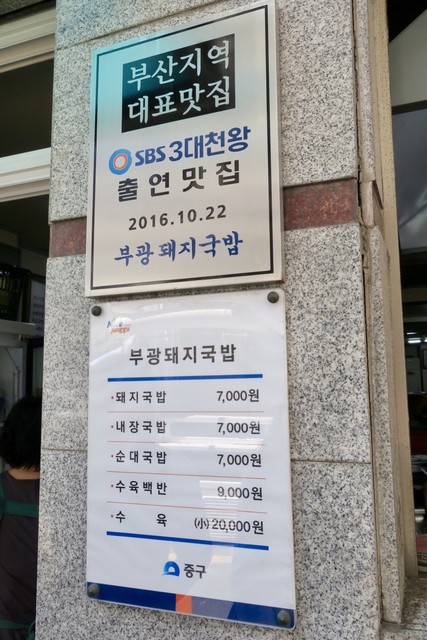 부산지역
대표맛집
SBS 3대천왕
출연맛집
2016.10.22
부광돼지국밥
부광돼지국밥
·돼지국밥 7,000원
·내장국밥 7,000원
·순대국밥 7,000원
·수육백반 9,000원
·수육 (小) 20,000원
중구